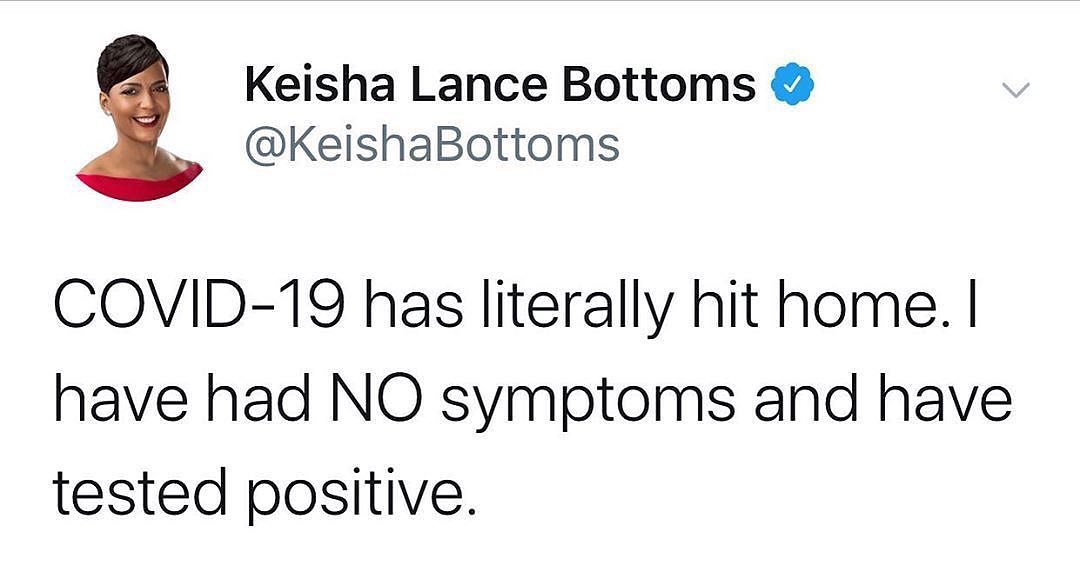 Keisha Lance Bottoms
@KeishaBottoms
COVID-19 has literally hit home. I
have had NO symptoms and have
tested positive.